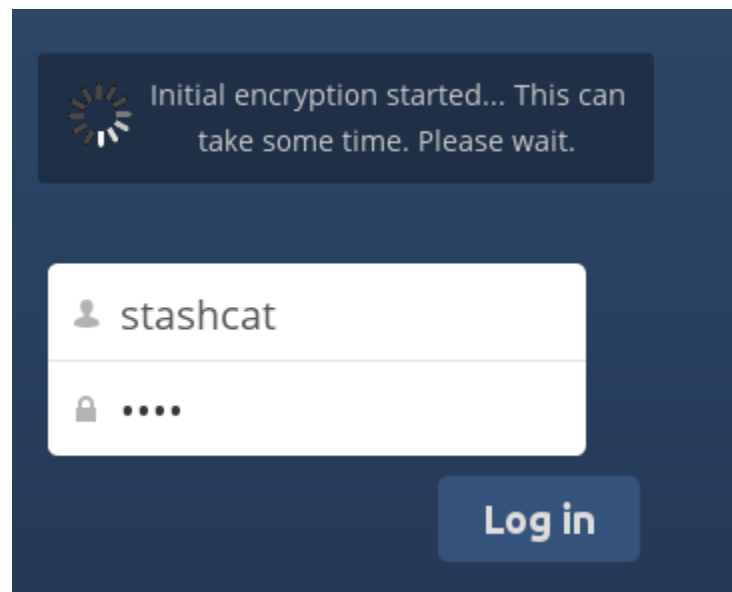 Initial encryption started... This can
take some time. Please wait.
stashcat
••••
Log in